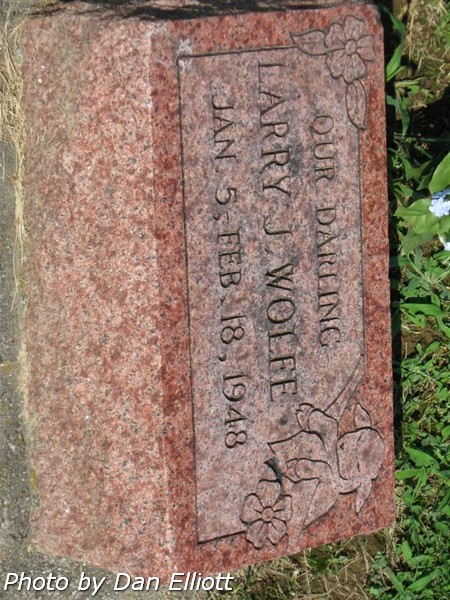 OUR DARLING
LARRY J. WOLFE
JAN. 5, - FEB. 18, 1948
Photo by Dan Elliott